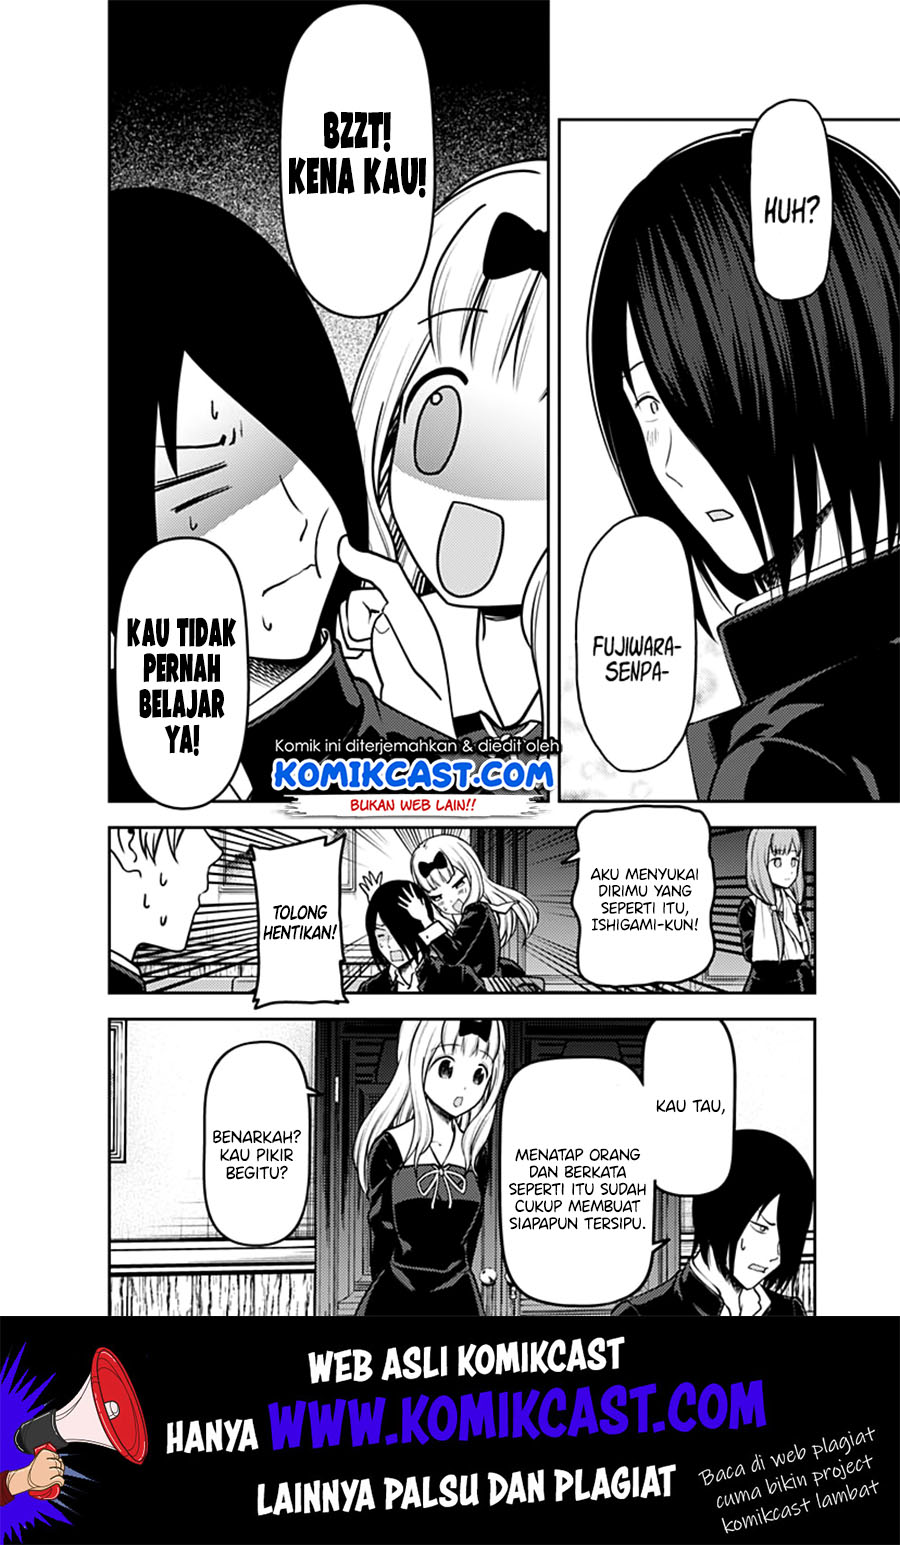 HUH?
FUJIWARA-
SENPA-
BZZT!
KENA KAU!
KAU TIDAK
PERNAH
BELAJAR
YA!
Komik ini diterjemahkan & diedit oleh
KOMIKCAST.COM
BUKAN WEB LAIN!!
AKU MENYUKAI
DIRIMU YANG
SEPERTI ITU,
ISHIGAMI-KUN!
TOLONG
HENTIKAN!
KAU TAU,
MENATAP ORANG
DAN BERKATA
SEPERTI ITU SUDAH
CUKUP MEMBUAT
SIAPAPUN TERSIPU.
BENARKAH?
KAU PIKIR
BEGITU?
WEB ASLI KOMIKCAST
HANYA WWW.KOMIKCAST.COM
LAINNYA PALSU DAN PLAGIAT
Baca di web plagiat
cuma bikin project
komikcast lambat